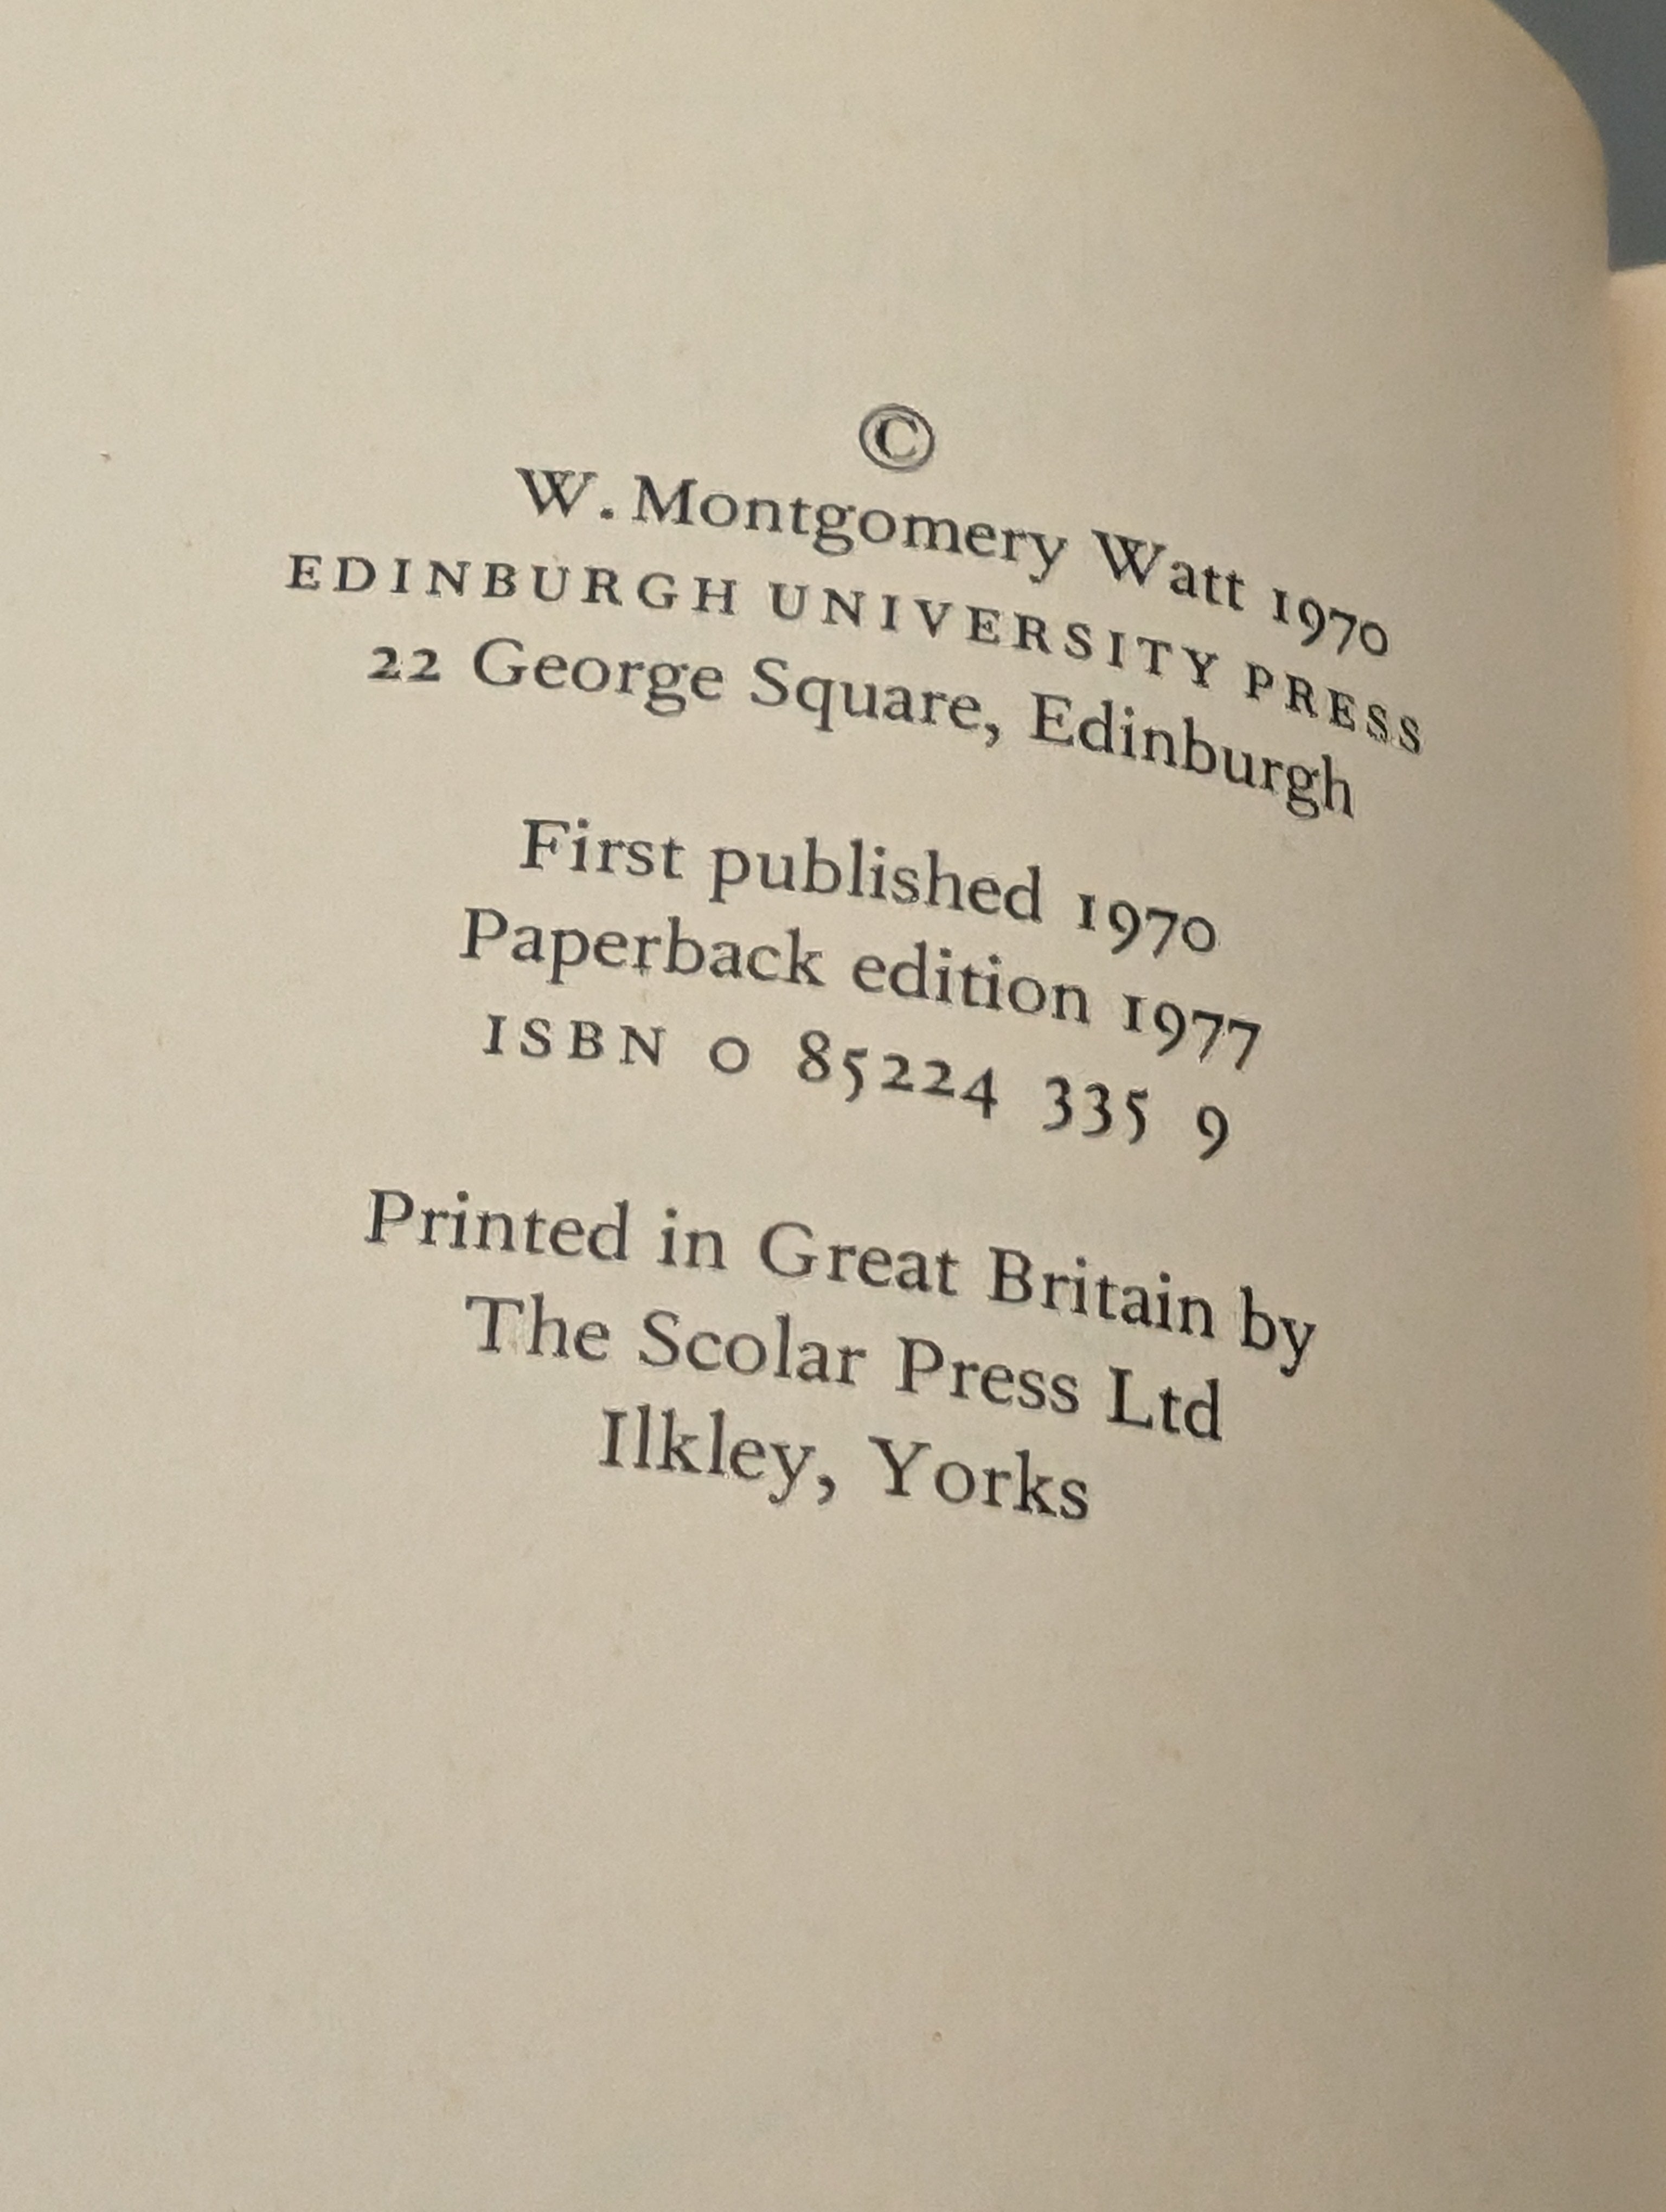 ©
W. Montgomery Watt 1970
EDINBURGH UNIVERSITY PRESS
22 George Square, Edinburgh
First published 1970
Paperback edition 1977
ISBN 0 85224 335 9
Printed in Great Britain by
The Scolar Press Ltd
Ilkley, Yorks